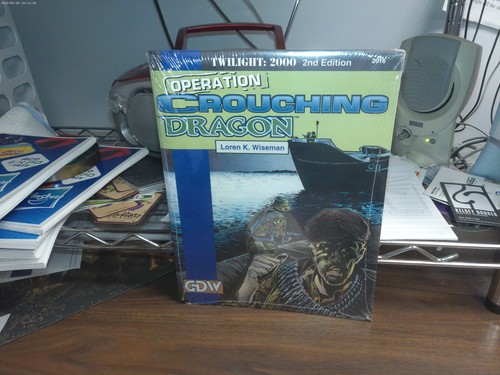 TWILIGHT: 2000 2nd Edition
OPERATION
CROUCHING
DRAGON
Loren K. Wiseman
GDW